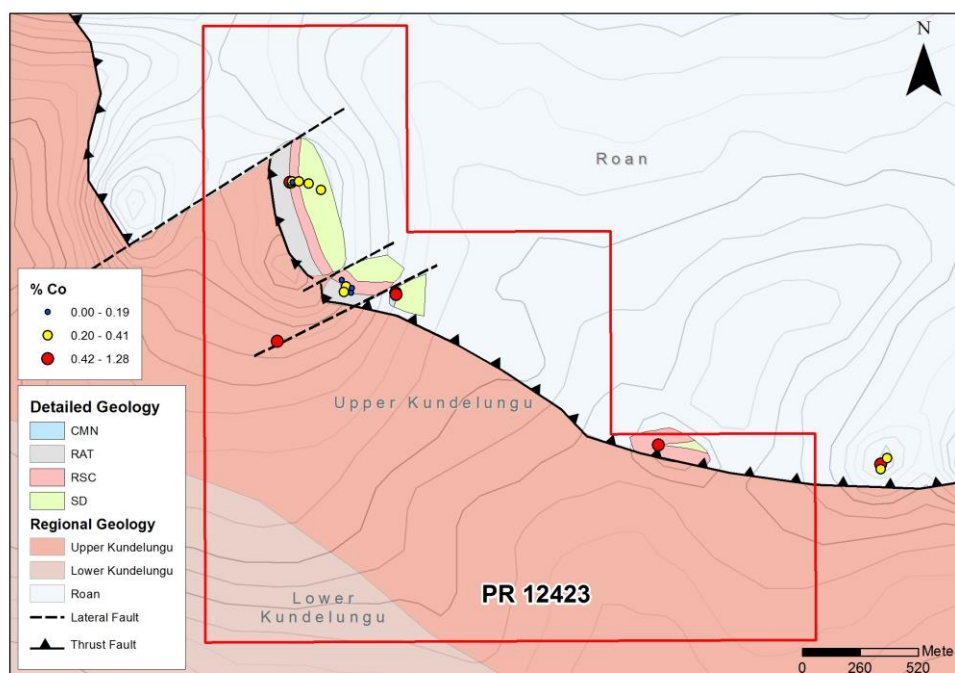 N
Roan
% Co
0.00 - 0.19
0.20 - 0.41
0.42 - 1.28
Upper Kundelungu
Detailed Geology
CMN
RAT
RSC
SD
Regional Geology
Upper Kundelungu
Lower Kundelungu
Roan
Lateral Fault
Thrust Fault
PR 12423
Lower
Kundelungu
Mete
0 260 520